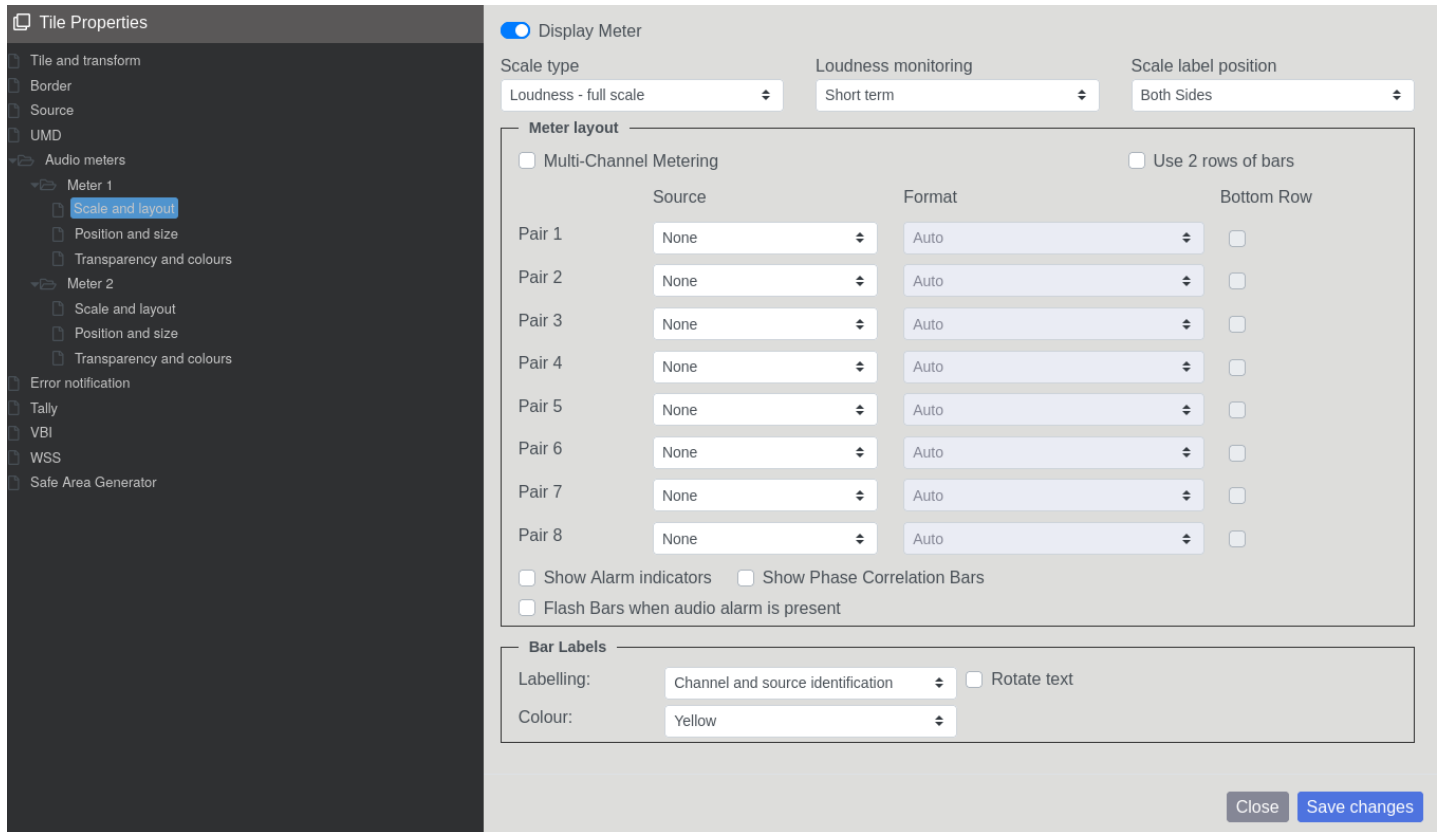 Tile Properties
Tile and transform
Border
Source
UMD
Audio meters
Meter 1
Scale and layout
Position and size
Transparency and colours
Meter 2
Scale and layout
Position and size
Transparency and colours
Error notification
Tally
VBI
WSS
Safe Area Generator
Display Meter
Scale type Loudness monitoring Scale label position
Loudness - full scale Short term Both Sides
Meter layout
Multi-Channel Metering Use 2 rows of bars
Source Format Bottom Row
Pair 1 None Auto
Pair 2 None Auto
Pair 3 None Auto
Pair 4 None Auto
Pair 5 None Auto
Pair 6 None Auto
Pair 7 None Auto
Pair 8 None Auto
Show Alarm indicators Show Phase Correlation Bars
Flash Bars when audio alarm is present
Bar Labels
Labelling: Channel and source identification Rotate text
Colour: Yellow
Close Save changes